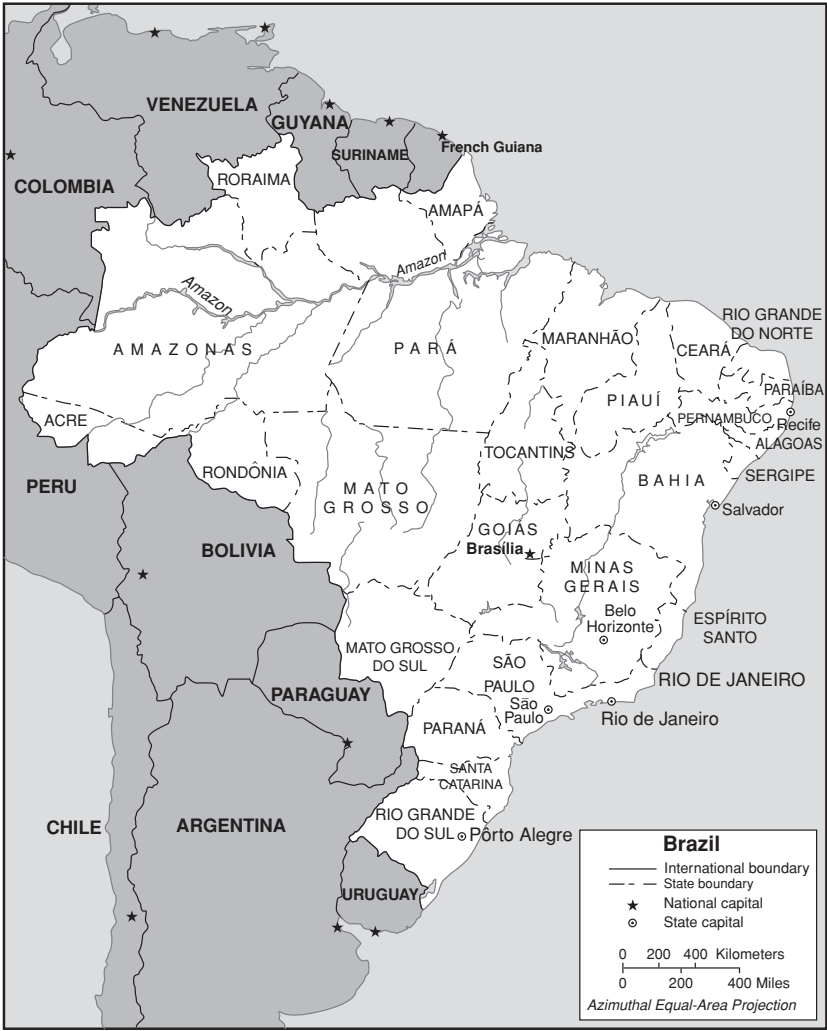 VENEZUELA
GUYANA
SURINAME
French Guiana
COLOMBIA
RORAIMA
AMAPÁ
Amazon
Amazon
AMAZONAS
PARÁ
MARANHÃO
CEARÁ
RIO GRANDE
DO NORTE
PARAÍBA
PIAUÍ
PERNAMBUCO
Recife
ALAGOAS
ACRE
TOCANTINS
BAHIA
SERGIPE
RONDÔNIA
PERU
MATO
GROSSO
Salvador
GOIÁS
Brasília
BOLIVIA
MINAS
GERAIS
Belo
Horizonte
ESPÍRITO
SANTO
MATO GROSSO
DO SUL
SÃO
PAULO
São
Paulo
RIO DE JANEIRO
Rio de Janeiro
PARAGUAY
PARANÁ
SANTA
CATARINA
CHILE
ARGENTINA
RIO GRANDE
DO SUL
Pôrto Alegre
URUGUAY
Brazil
International boundary
State boundary
National capital
State capital
0 200 400 Kilometers
0 200 400 Miles
Azimuthal Equal-Area Projection